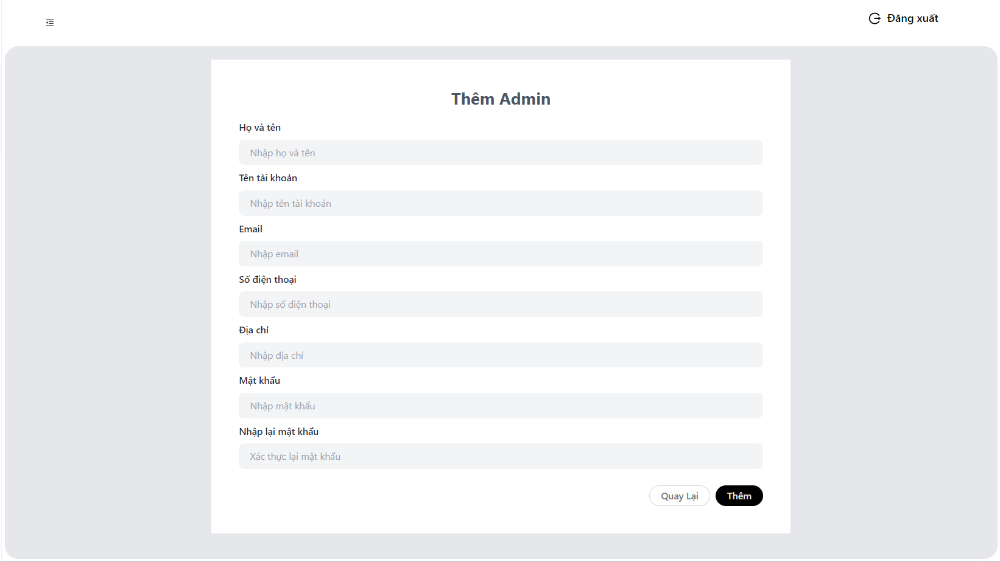 Đăng xuất
Thêm Admin
Họ và tên
Nhập họ và tên
Tên tài khoản
Nhập tên tài khoản
Email
Nhập email
Số điện thoại
Nhập số điện thoại
Địa chỉ
Nhập địa chỉ
Mật khẩu
Nhập mật khẩu
Nhập lại mật khẩu
Xác thực lại mật khẩu
Quay Lại Thêm